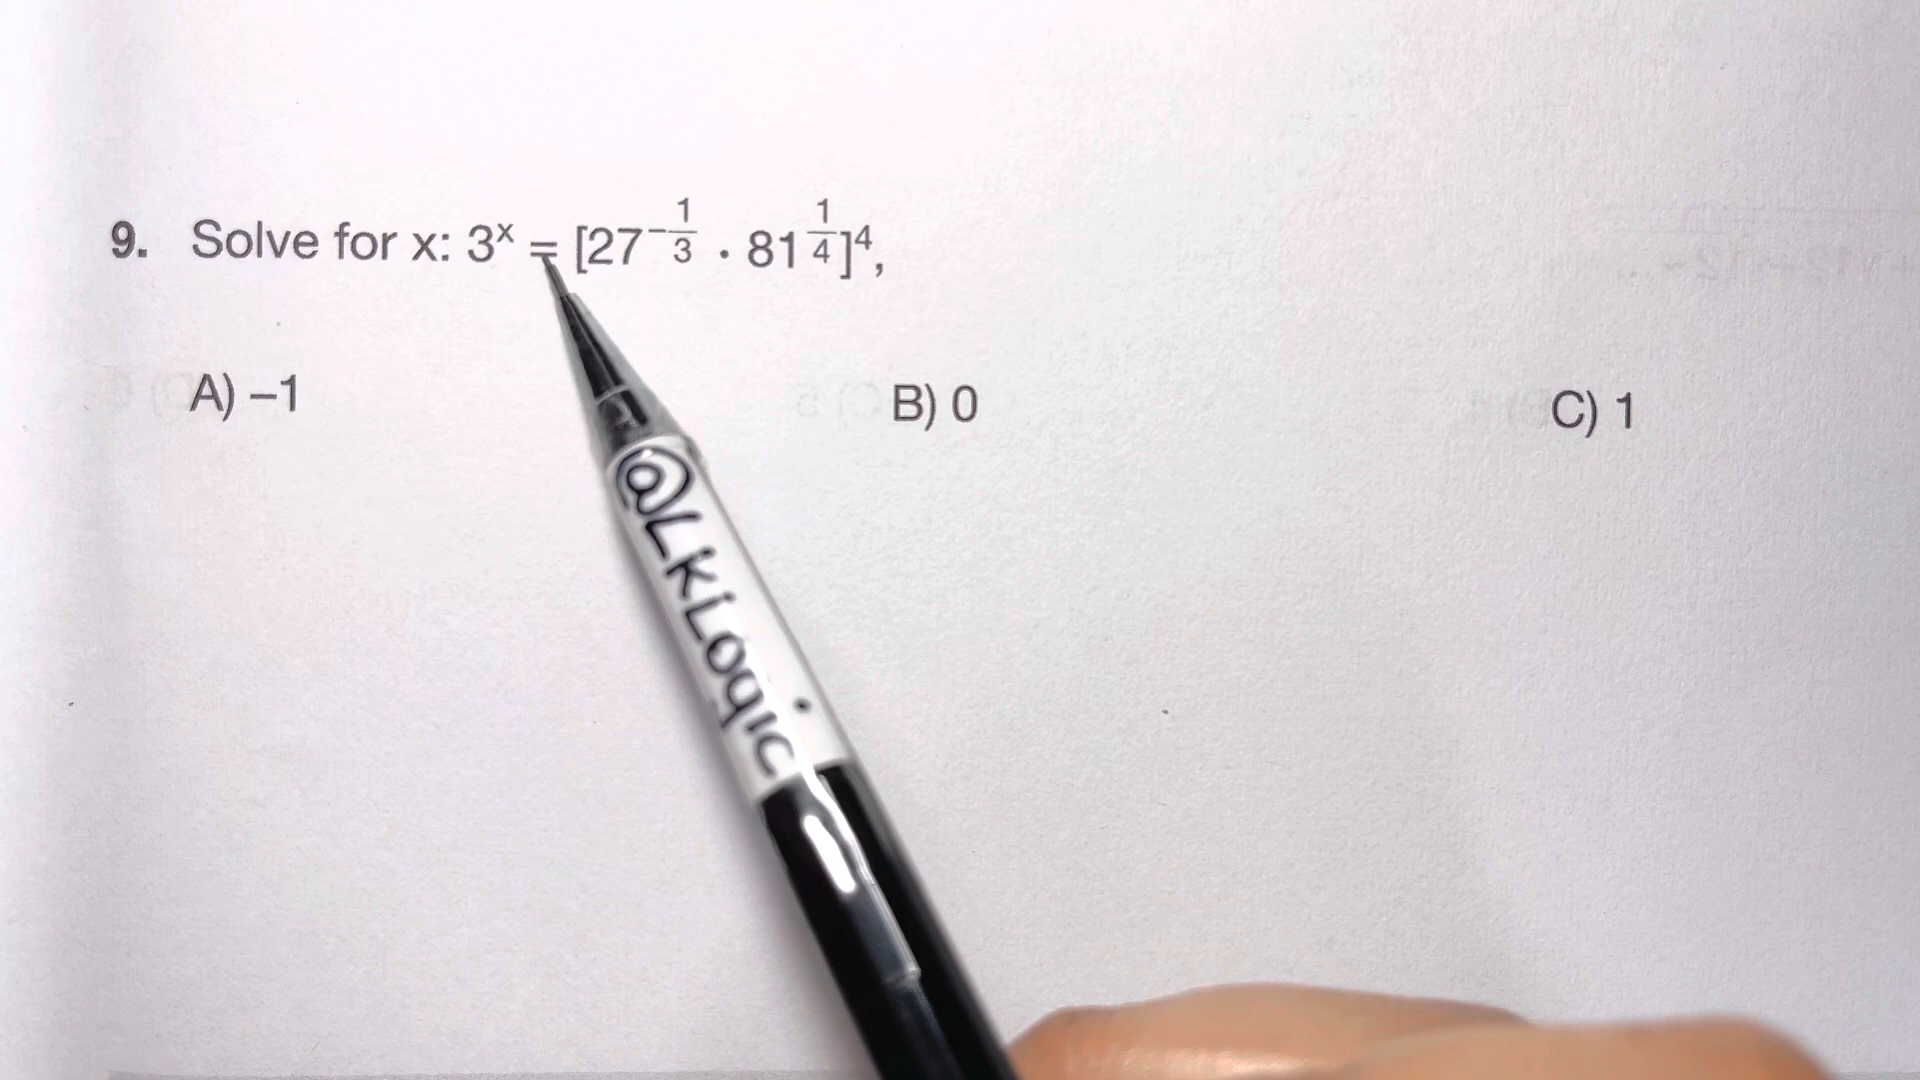 9. Solve for x: 3ˣ = [27^(-1/3) · 81^(1/4)]⁴,
A) –1
B) 0
C) 1
@LKLogic